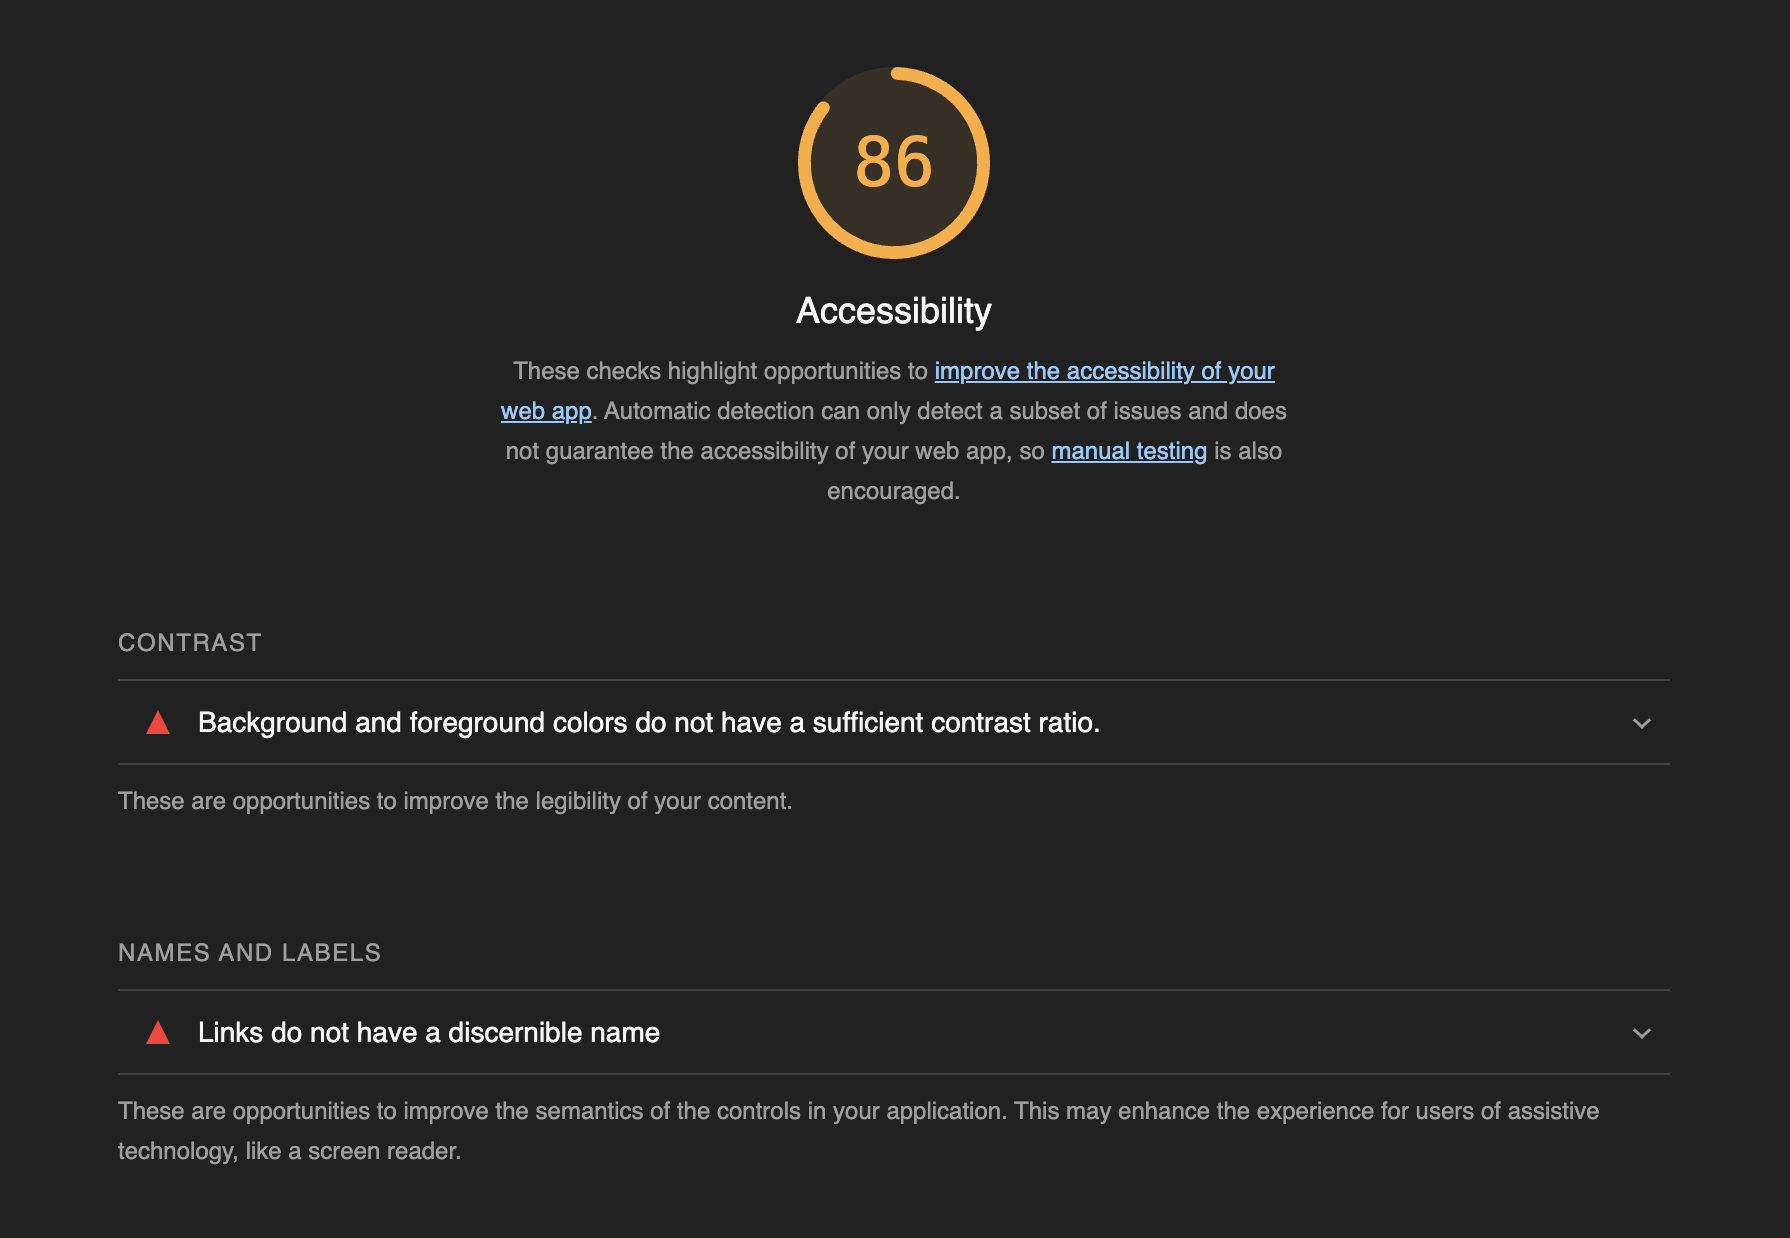 86
Accessibility
These checks highlight opportunities to improve the accessibility of your
web app. Automatic detection can only detect a subset of issues and does
not guarantee the accessibility of your web app, so manual testing is also
encouraged.
CONTRAST
Background and foreground colors do not have a sufficient contrast ratio.
These are opportunities to improve the legibility of your content.
NAMES AND LABELS
Links do not have a discernible name
These are opportunities to improve the semantics of the controls in your application. This may enhance the experience for users of assistive
technology, like a screen reader.